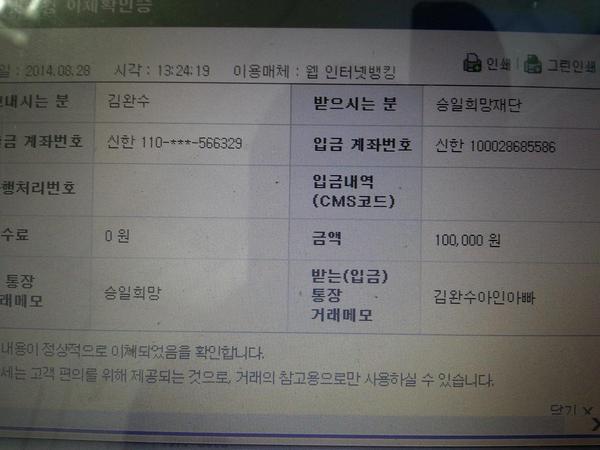 이체확인증
일 : 2014.08.28 시각 : 13:24:19 이용매체 : 웹 인터넷뱅킹 인쇄 | 그린인쇄
보내시는 분 김완수 받으시는 분 승일희망재단
출금 계좌번호 신한 110-***-566329 입금 계좌번호 신한 100028685586
행처리번호 입금내역
(CMS코드)
수료 0 원 금액 100,000 원
통장
래메모 승일희망 받는(입금)
통장
거래메모 김완수아인아빠
내용이 정상적으로 이체되었음을 확인합니다.
세는 고객 편의를 위해 제공되는 것으로, 거래의 참고용으로만 사용하실 수 있습니다.
닫기 X